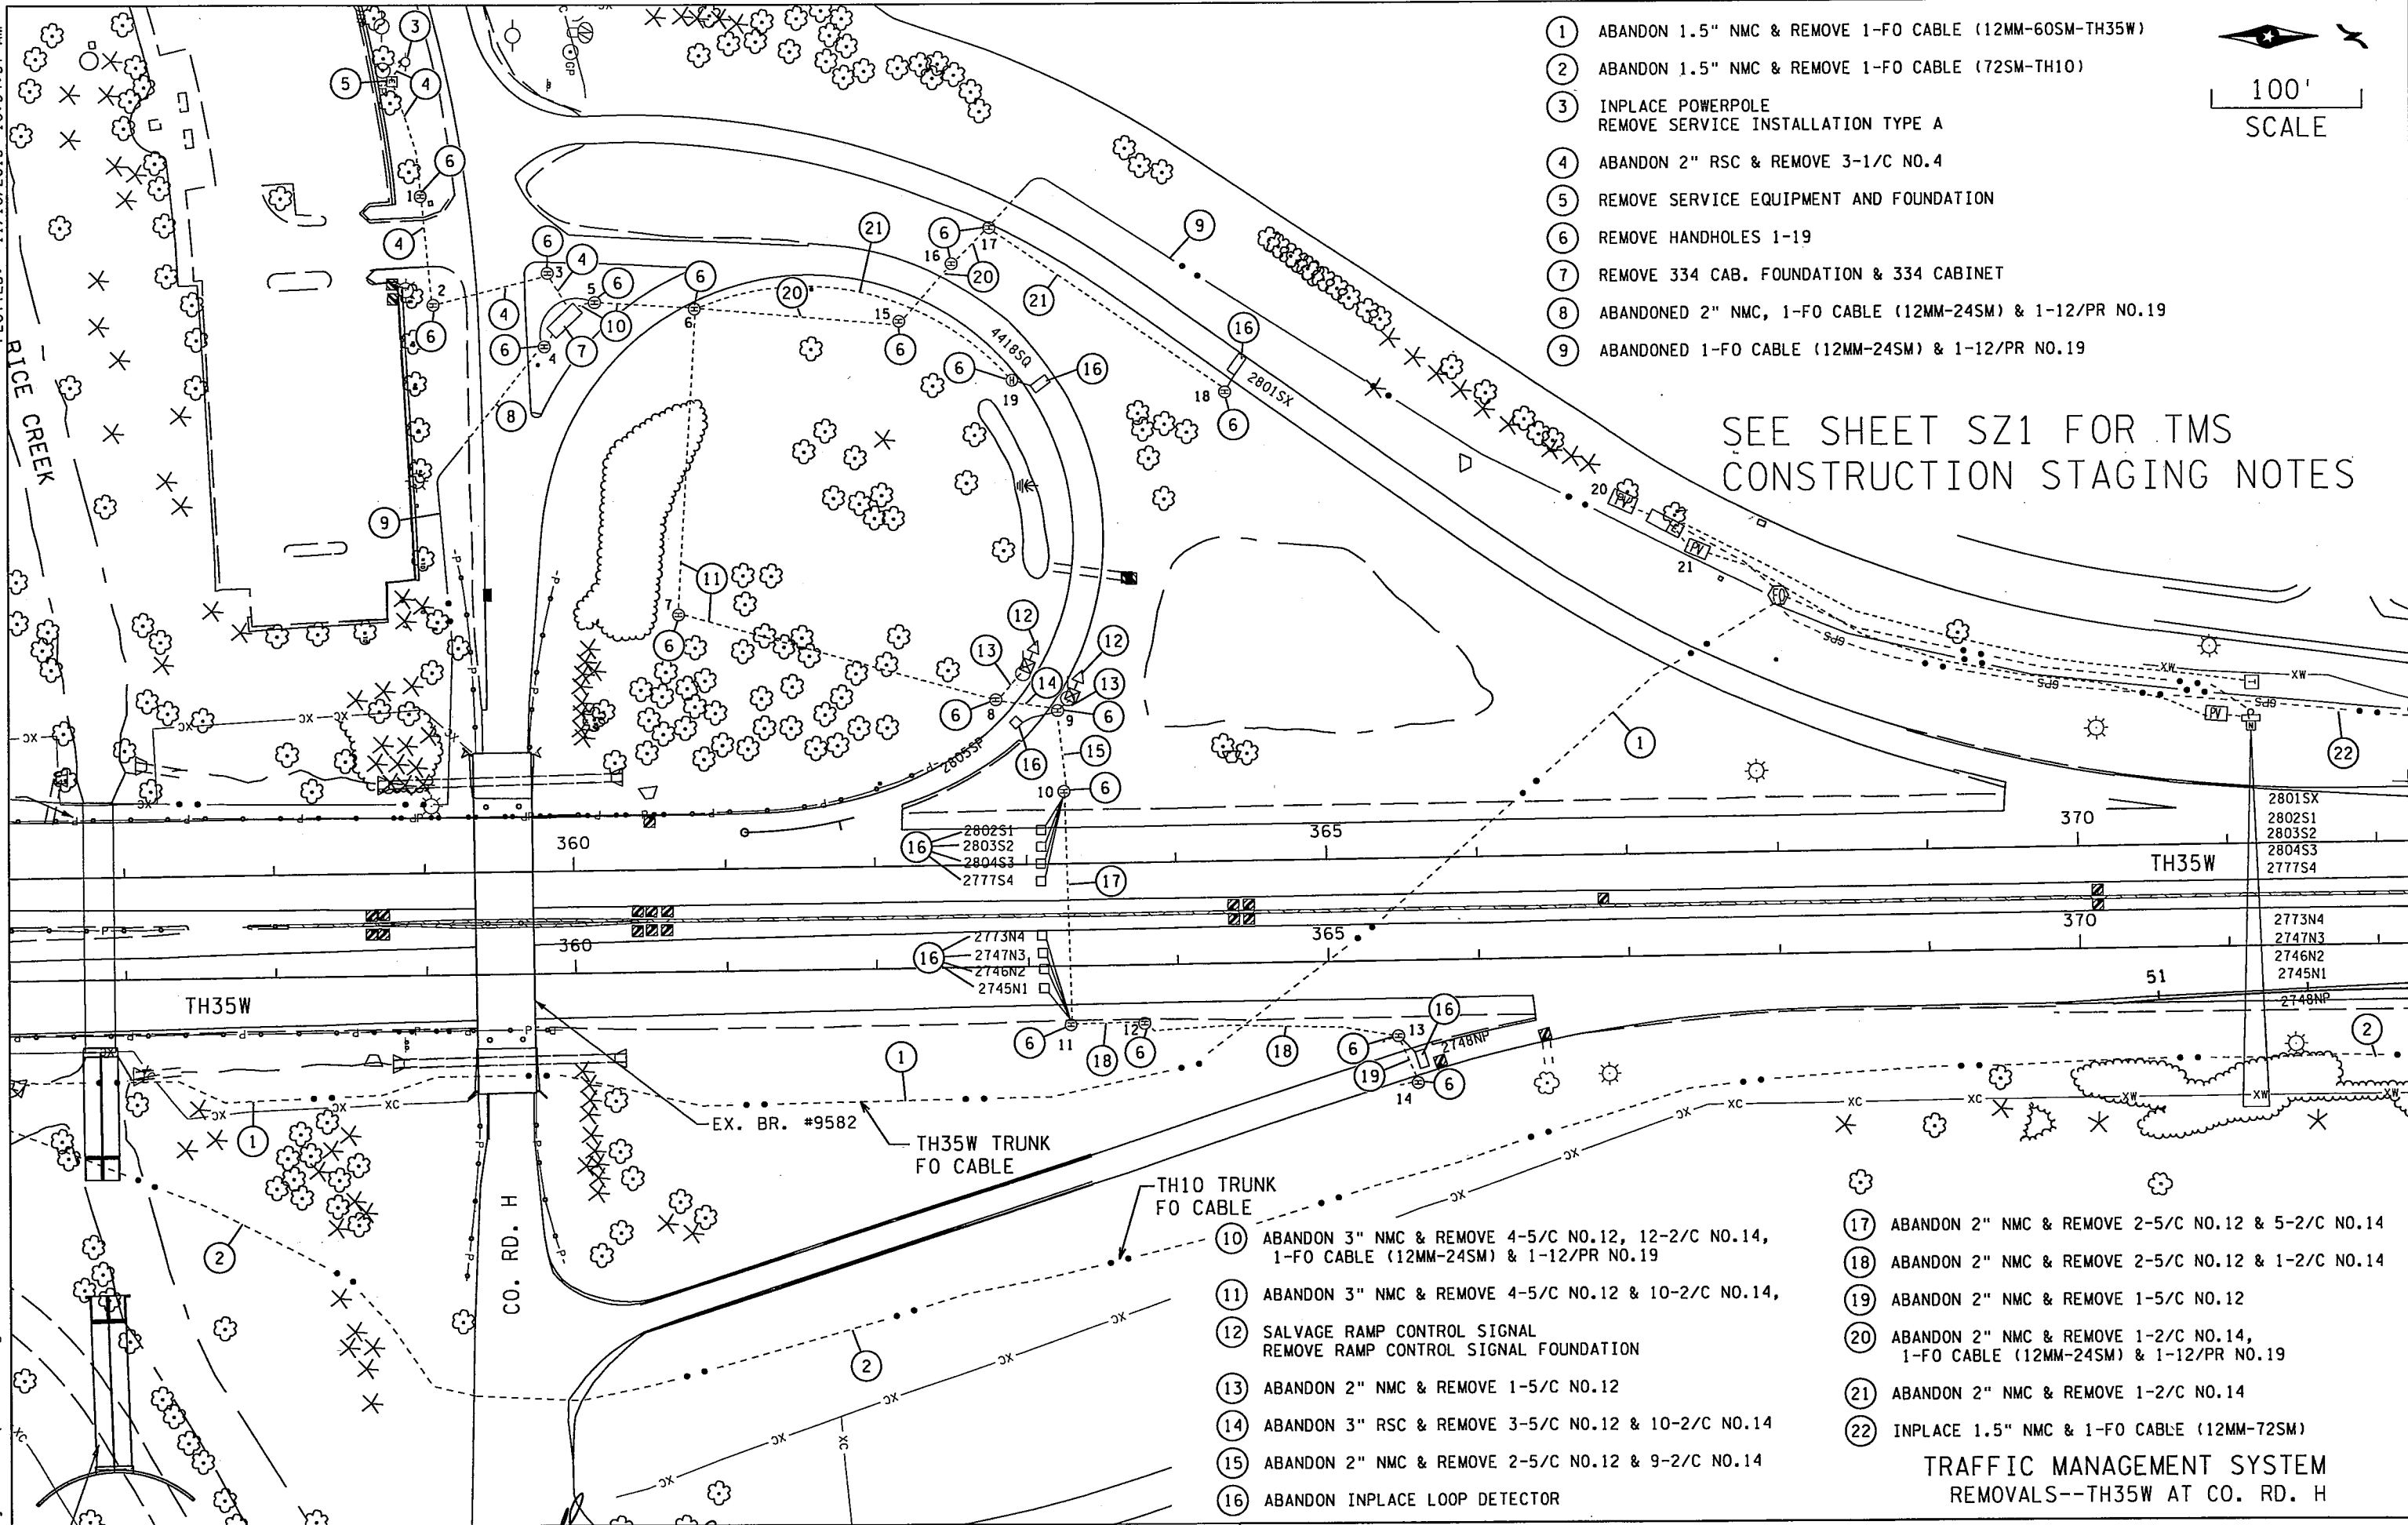 ① ABANDON 1.5" NMC & REMOVE 1-FO CABLE (12MM-60SM-TH35W)
② ABANDON 1.5" NMC & REMOVE 1-FO CABLE (72SM-TH10)
③ INPLACE POWERPOLE
REMOVE SERVICE INSTALLATION TYPE A
④ ABANDON 2" RSC & REMOVE 3-1/C NO.4
⑤ REMOVE SERVICE EQUIPMENT AND FOUNDATION
⑥ REMOVE HANDHOLES 1-19
⑦ REMOVE 334 CAB. FOUNDATION & 334 CABINET
⑧ ABANDONED 2" NMC, 1-FO CABLE (12MM-24SM) & 1-12/PR NO.19
⑨ ABANDONED 1-FO CABLE (12MM-24SM) & 1-12/PR NO.19
100'
SCALE
SEE SHEET SZ1 FOR TMS
CONSTRUCTION STAGING NOTES
RICE CREEK
4418SQ
2801SX
2805SP
2802S1
2803S2
2804S3
2777S4
2773N4
2747N3
2746N2
2745N1
360
365
370
TH35W
360
365
370
TH35W
51
2748NP
2801SX
2802S1
2803S2
2804S3
2777S4
2773N4
2747N3
2746N2
2745N1
2748NP
EX. BR. #9582
TH35W TRUNK
FO CABLE
TH10 TRUNK
FO CABLE
CO. RD. H
⑩ ABANDON 3" NMC & REMOVE 4-5/C NO.12, 12-2/C NO.14,
1-FO CABLE (12MM-24SM) & 1-12/PR NO.19
⑪ ABANDON 3" NMC & REMOVE 4-5/C NO.12 & 10-2/C NO.14,
⑫ SALVAGE RAMP CONTROL SIGNAL
REMOVE RAMP CONTROL SIGNAL FOUNDATION
⑬ ABANDON 2" NMC & REMOVE 1-5/C NO.12
⑭ ABANDON 3" RSC & REMOVE 3-5/C NO.12 & 10-2/C NO.14
⑮ ABANDON 2" NMC & REMOVE 2-5/C NO.12 & 9-2/C NO.14
⑯ ABANDON INPLACE LOOP DETECTOR
⑰ ABANDON 2" NMC & REMOVE 2-5/C NO.12 & 5-2/C NO.14
⑱ ABANDON 2" NMC & REMOVE 2-5/C NO.12 & 1-2/C NO.14
⑲ ABANDON 2" NMC & REMOVE 1-5/C NO.12
⑳ ABANDON 2" NMC & REMOVE 1-2/C NO.14,
1-FO CABLE (12MM-24SM) & 1-12/PR NO.19
㉑ ABANDON 2" NMC & REMOVE 1-2/C NO.14
㉒ INPLACE 1.5" NMC & 1-FO CABLE (12MM-72SM)
TRAFFIC MANAGEMENT SYSTEM
REMOVALS--TH35W AT CO. RD. H